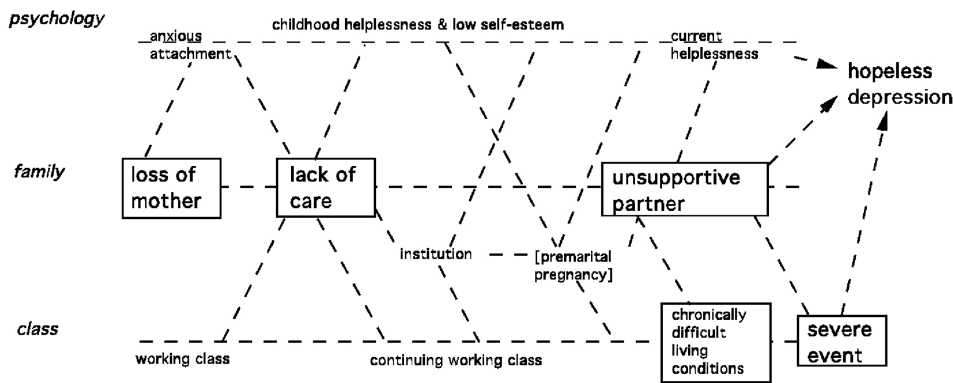 psychology
childhood helplessness & low self-esteem
anxious
attachment
current
helplessness
hopeless
depression
family
loss of
mother
lack of
care
unsupportive
partner
institution
[premarital
pregnancy]
class
working class
continuing working class
chronically
difficult
living
conditions
severe
event